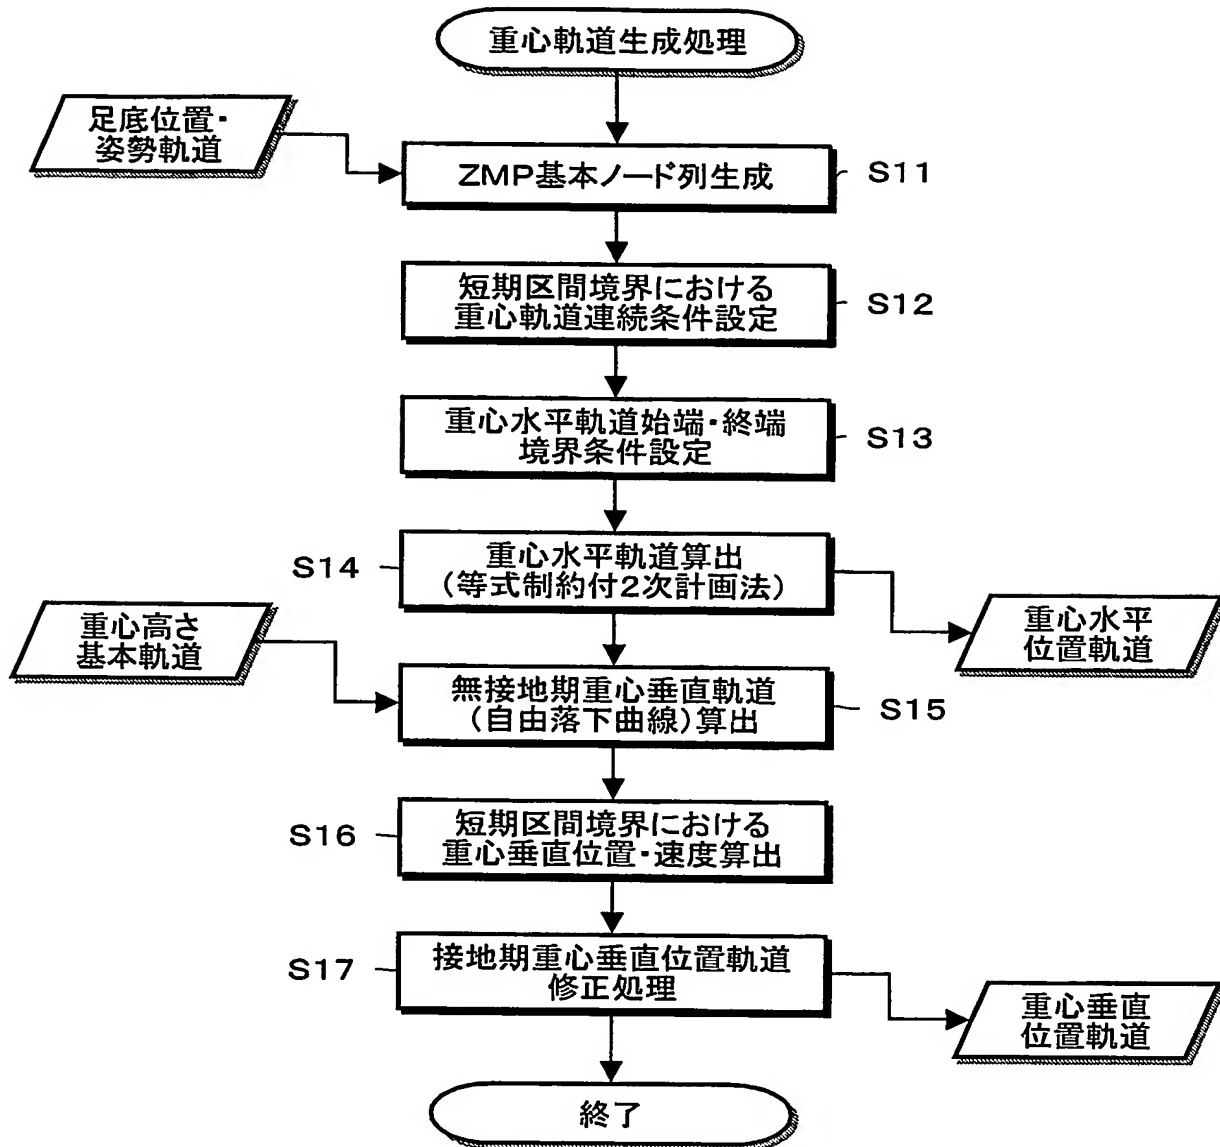 重心軌道生成処理
足底位置・
姿勢軌道
ZMP基本ノード列生成
S11
短期区間境界における
重心軌道連続条件設定
S12
重心水平軌道始端・終端
境界条件設定
S13
S14
重心水平軌道算出
(等式制約付2次計画法)
重心水平
位置軌道
重心高さ
基本軌道
無接地期重心垂直軌道
(自由落下曲線)算出
S15
S16
短期区間境界における
重心垂直位置・速度算出
S17
接地期重心垂直位置軌道
修正処理
重心垂直
位置軌道
終了